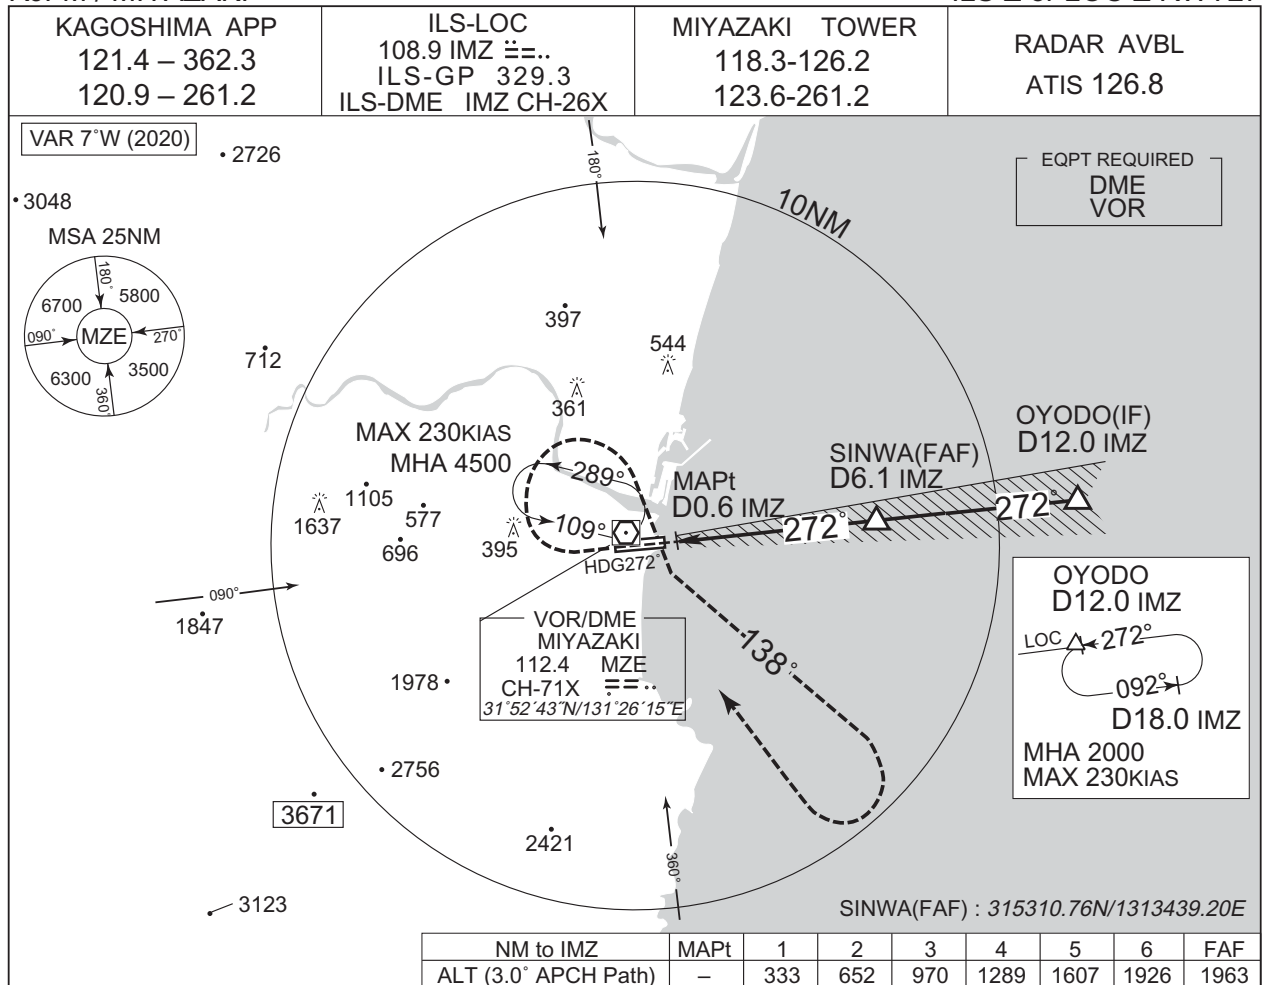 KAGOSHIMA APP
121.4 – 362.3
120.9 – 261.2
ILS-LOC
108.9 IMZ
ILS-GP 329.3
ILS-DME IMZ CH-26X
MIYAZAKI TOWER
118.3-126.2
123.6-261.2
RADAR AVBL
ATIS 126.8
VAR 7˚W (2020)
2726
3048
MSA 25NM
180˚
6700
5800
090˚
MZE
270˚
6300
3500
360˚
180˚
10NM
EQPT REQUIRED
DME
VOR
397
544
712
361
MAX 230KIAS
MHA 4500
289˚
109˚
1105
577
1637
696
395
MAPt
D0.6 IMZ
SINWA(FAF)
D6.1 IMZ
OYODO(IF)
D12.0 IMZ
272˚
272˚
HDG272˚
090˚
1847
VOR/DME
MIYAZAKI
112.4 MZE
CH-71X
31˚52´43˝N/131˚26´15˝E
138˚
OYODO
D12.0 IMZ
LOC
272˚
092˚
D18.0 IMZ
MHA 2000
MAX 230KIAS
1978
2756
3671
2421
360˚
3123
SINWA(FAF) : 315310.76N/1313439.20E
NM to IMZ MAPt 1 2 3 4 5 6 FAF
ALT (3.0˚ APCH Path) – 333 652 970 1289 1607 1926 1963